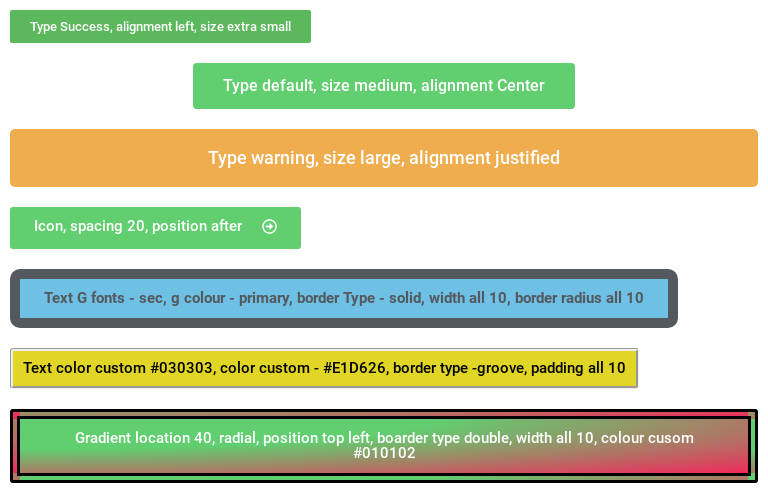 Type Success, alignment left, size extra small
Type default, size medium, alignment Center
Type warning, size large, alignment justified
Icon, spacing 20, position after
Text G fonts - sec, g colour - primary, border Type - solid, width all 10, border radius all 10
Text color custom #030303, color custom - #E1D626, border type -groove, padding all 10
Gradient location 40, radial, position top left, boarder type double, width all 10, colour cusom
#010102